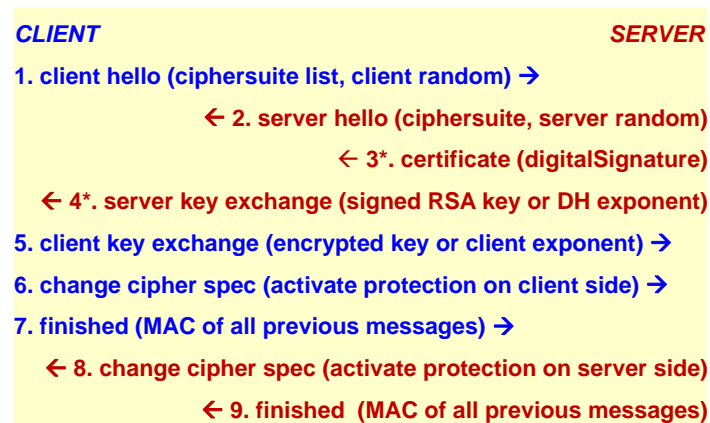 CLIENT SERVER
1. client hello (ciphersuite list, client random) →
← 2. server hello (ciphersuite, server random)
← 3*. certificate (digitalSignature)
← 4*. server key exchange (signed RSA key or DH exponent)
5. client key exchange (encrypted key or client exponent) →
6. change cipher spec (activate protection on client side) →
7. finished (MAC of all previous messages) →
← 8. change cipher spec (activate protection on server side)
← 9. finished (MAC of all previous messages)